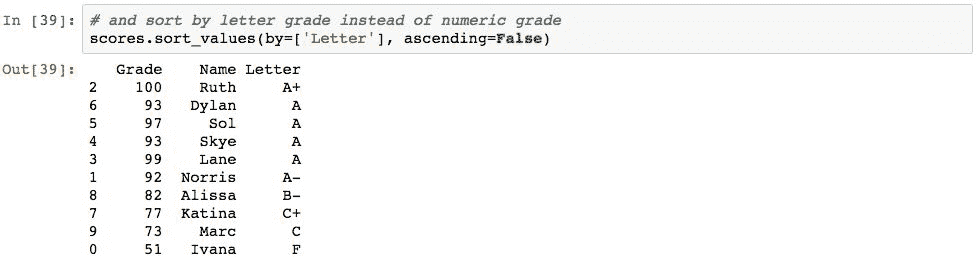 In [39]: # and sort by letter grade instead of numeric grade
scores.sort_values(by=['Letter'], ascending=False)
Out[39]: Grade Name Letter
2 100 Ruth A+
6 93 Dylan A
5 97 Sol A
4 93 Skye A
3 99 Lane A
1 92 Norris A-
8 82 Alissa B-
7 77 Katina C+
9 73 Marc C
0 51 Ivana F